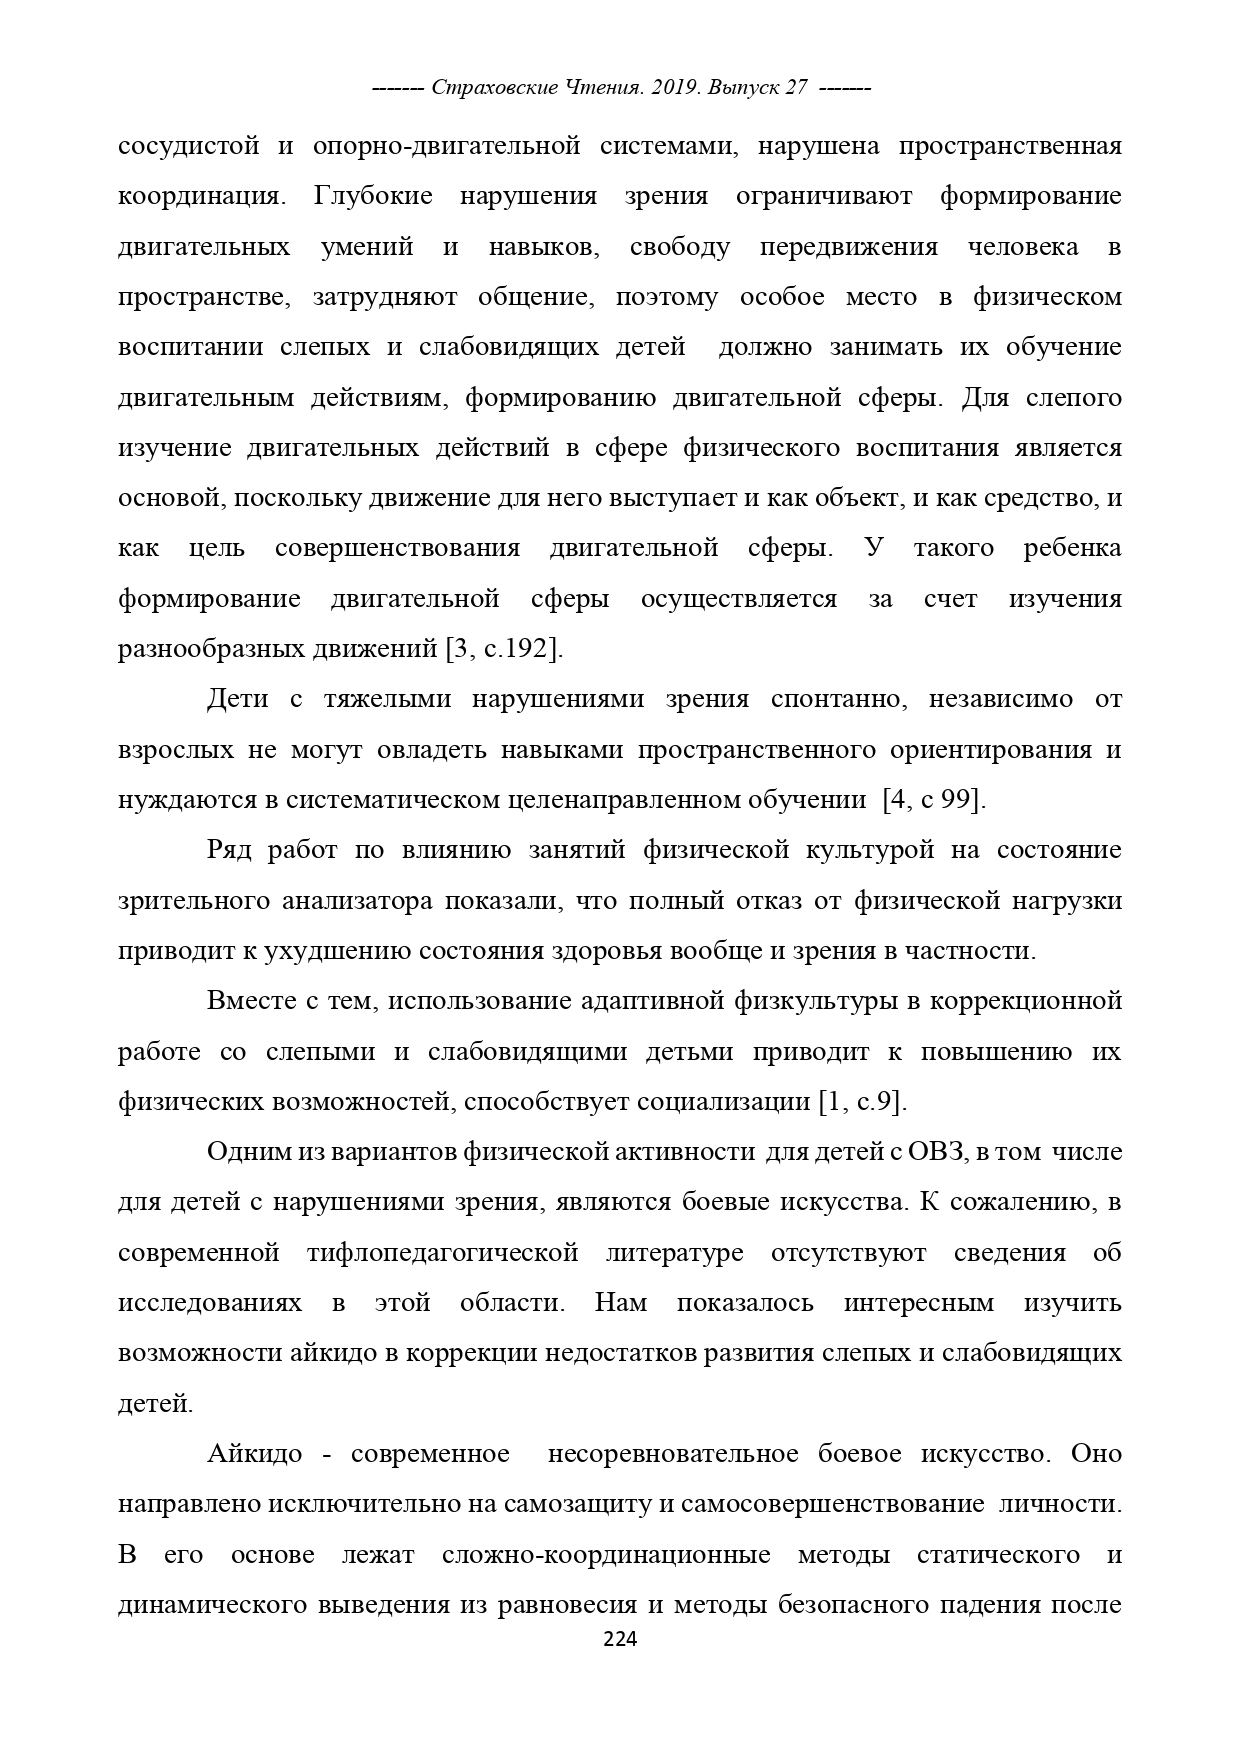 ------- Страховские Чтения. 2019. Выпуск 27 -------
сосудистой и опорно-двигательной системами, нарушена пространственная
координация. Глубокие нарушения зрения ограничивают формирование
двигательных умений и навыков, свободу передвижения человека в
пространстве, затрудняют общение, поэтому особое место в физическом
воспитании слепых и слабовидящих детей должно занимать их обучение
двигательным действиям, формированию двигательной сферы. Для слепого
изучение двигательных действий в сфере физического воспитания является
основой, поскольку движение для него выступает и как объект, и как средство, и
как цель совершенствования двигательной сферы. У такого ребенка
формирование двигательной сферы осуществляется за счет изучения
разнообразных движений [3, с.192].
Дети с тяжелыми нарушениями зрения спонтанно, независимо от
взрослых не могут овладеть навыками пространственного ориентирования и
нуждаются в систематическом целенаправленном обучении [4, с 99].
Ряд работ по влиянию занятий физической культурой на состояние
зрительного анализатора показали, что полный отказ от физической нагрузки
приводит к ухудшению состояния здоровья вообще и зрения в частности.
Вместе с тем, использование адаптивной физкультуры в коррекционной
работе со слепыми и слабовидящими детьми приводит к повышению их
физических возможностей, способствует социализации [1, с.9].
Одним из вариантов физической активности для детей с ОВЗ, в том числе
для детей с нарушениями зрения, являются боевые искусства. К сожалению, в
современной тифлопедагогической литературе отсутствуют сведения об
исследованиях в этой области. Нам показалось интересным изучить
возможности айкидо в коррекции недостатков развития слепых и слабовидящих
детей.
Айкидо - современное несоревновательное боевое искусство. Оно
направлено исключительно на самозащиту и самосовершенствование личности.
В его основе лежат сложно-координационные методы статического и
динамического выведения из равновесия и методы безопасного падения после
224